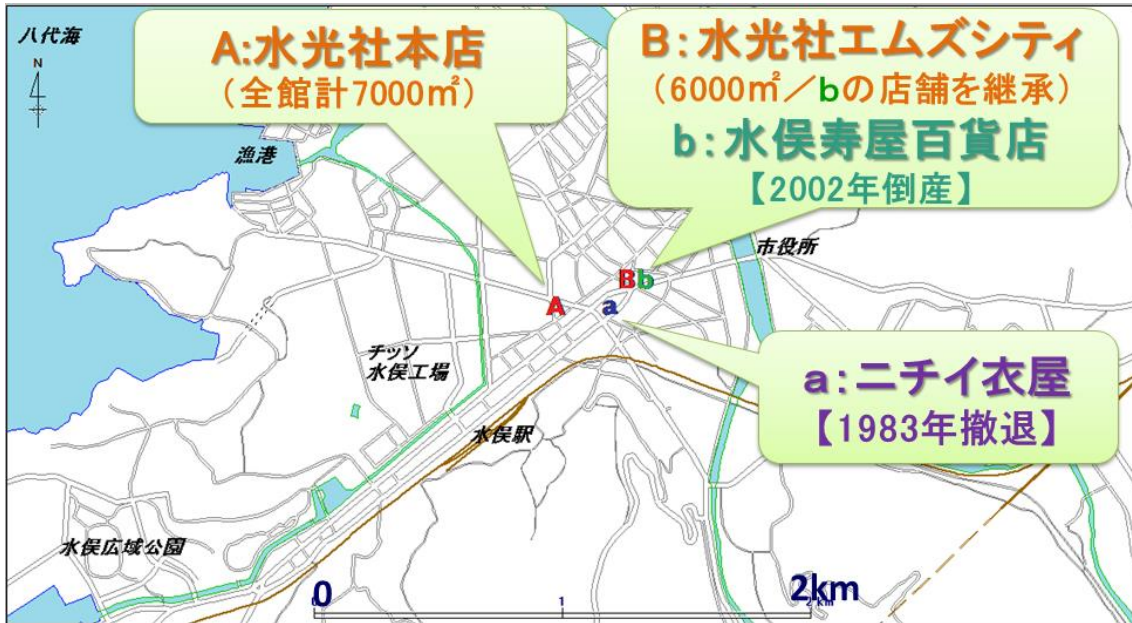 八代海
N
A:水光社本店
(全館計7000㎡)
B:水光社エムズシティ
(6000㎡/bの店舗を継承)
b:水俣寿屋百貨店
【2002年倒産】
漁港
市役所
B b
A
a
チッソ
水俣工場
a:ニチイ衣屋
【1983年撤退】
水俣駅
水俣広域公園
0 2km
0 1 2 km